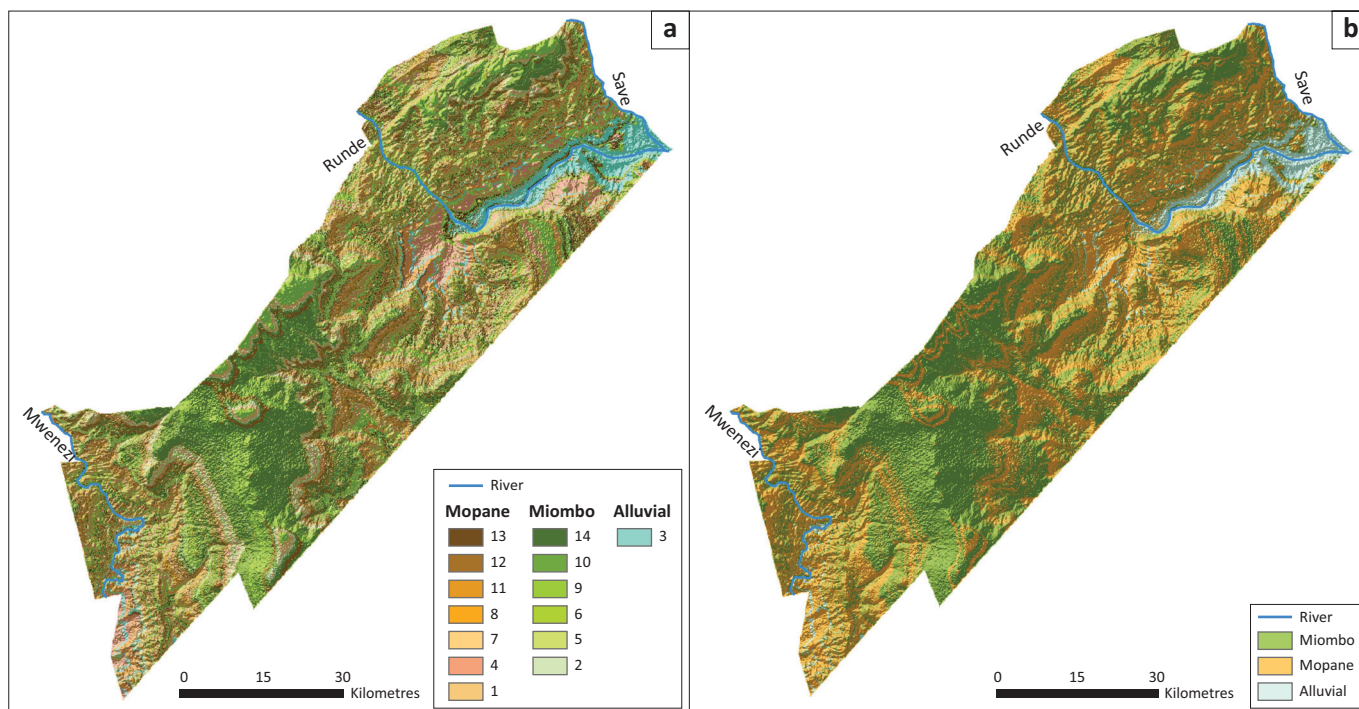 a
Save
Runde
Mwenezi
River
Mopane Miombo Alluvial
13 14 3
12 10
11 9
8 6
7 5
4 2
1
0 15 30
Kilometres
b
Save
Runde
Mwenezi
River
Miombo
Mopane
Alluvial
0 15 30
Kilometres